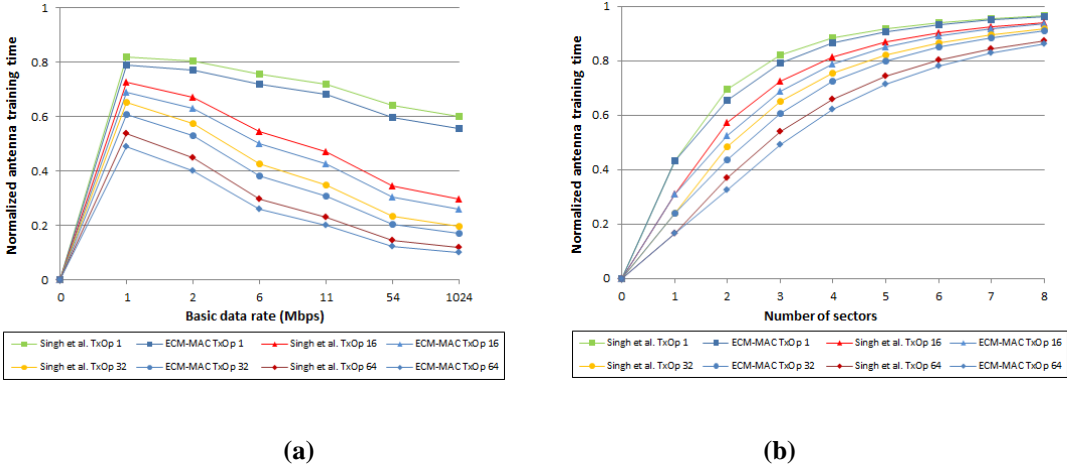 Normalized antenna training time
1
0.8
0.6
0.4
0.2
0
0 1 2 6 11 54 1024
Basic data rate (Mbps)
Singh et al. TxOp 1 ECM-MAC TxOp 1 Singh et al. TxOp 16 ECM-MAC TxOp 16
Singh et al. TxOp 32 ECM-MAC TxOp 32 Singh et al. TxOp 64 ECM-MAC TxOp 64
(a)
Normalized antenna training time
1
0.8
0.6
0.4
0.2
0
0 1 2 3 4 5 6 7 8
Number of sectors
Singh et al. TxOp 1 ECM-MAC TxOp 1 Singh et al. TxOp 16 ECM-MAC TxOp 16
Singh et al. TxOp 32 ECM-MAC TxOp 32 Singh et al. TxOp 64 ECM-MAC TxOp 64
(b)